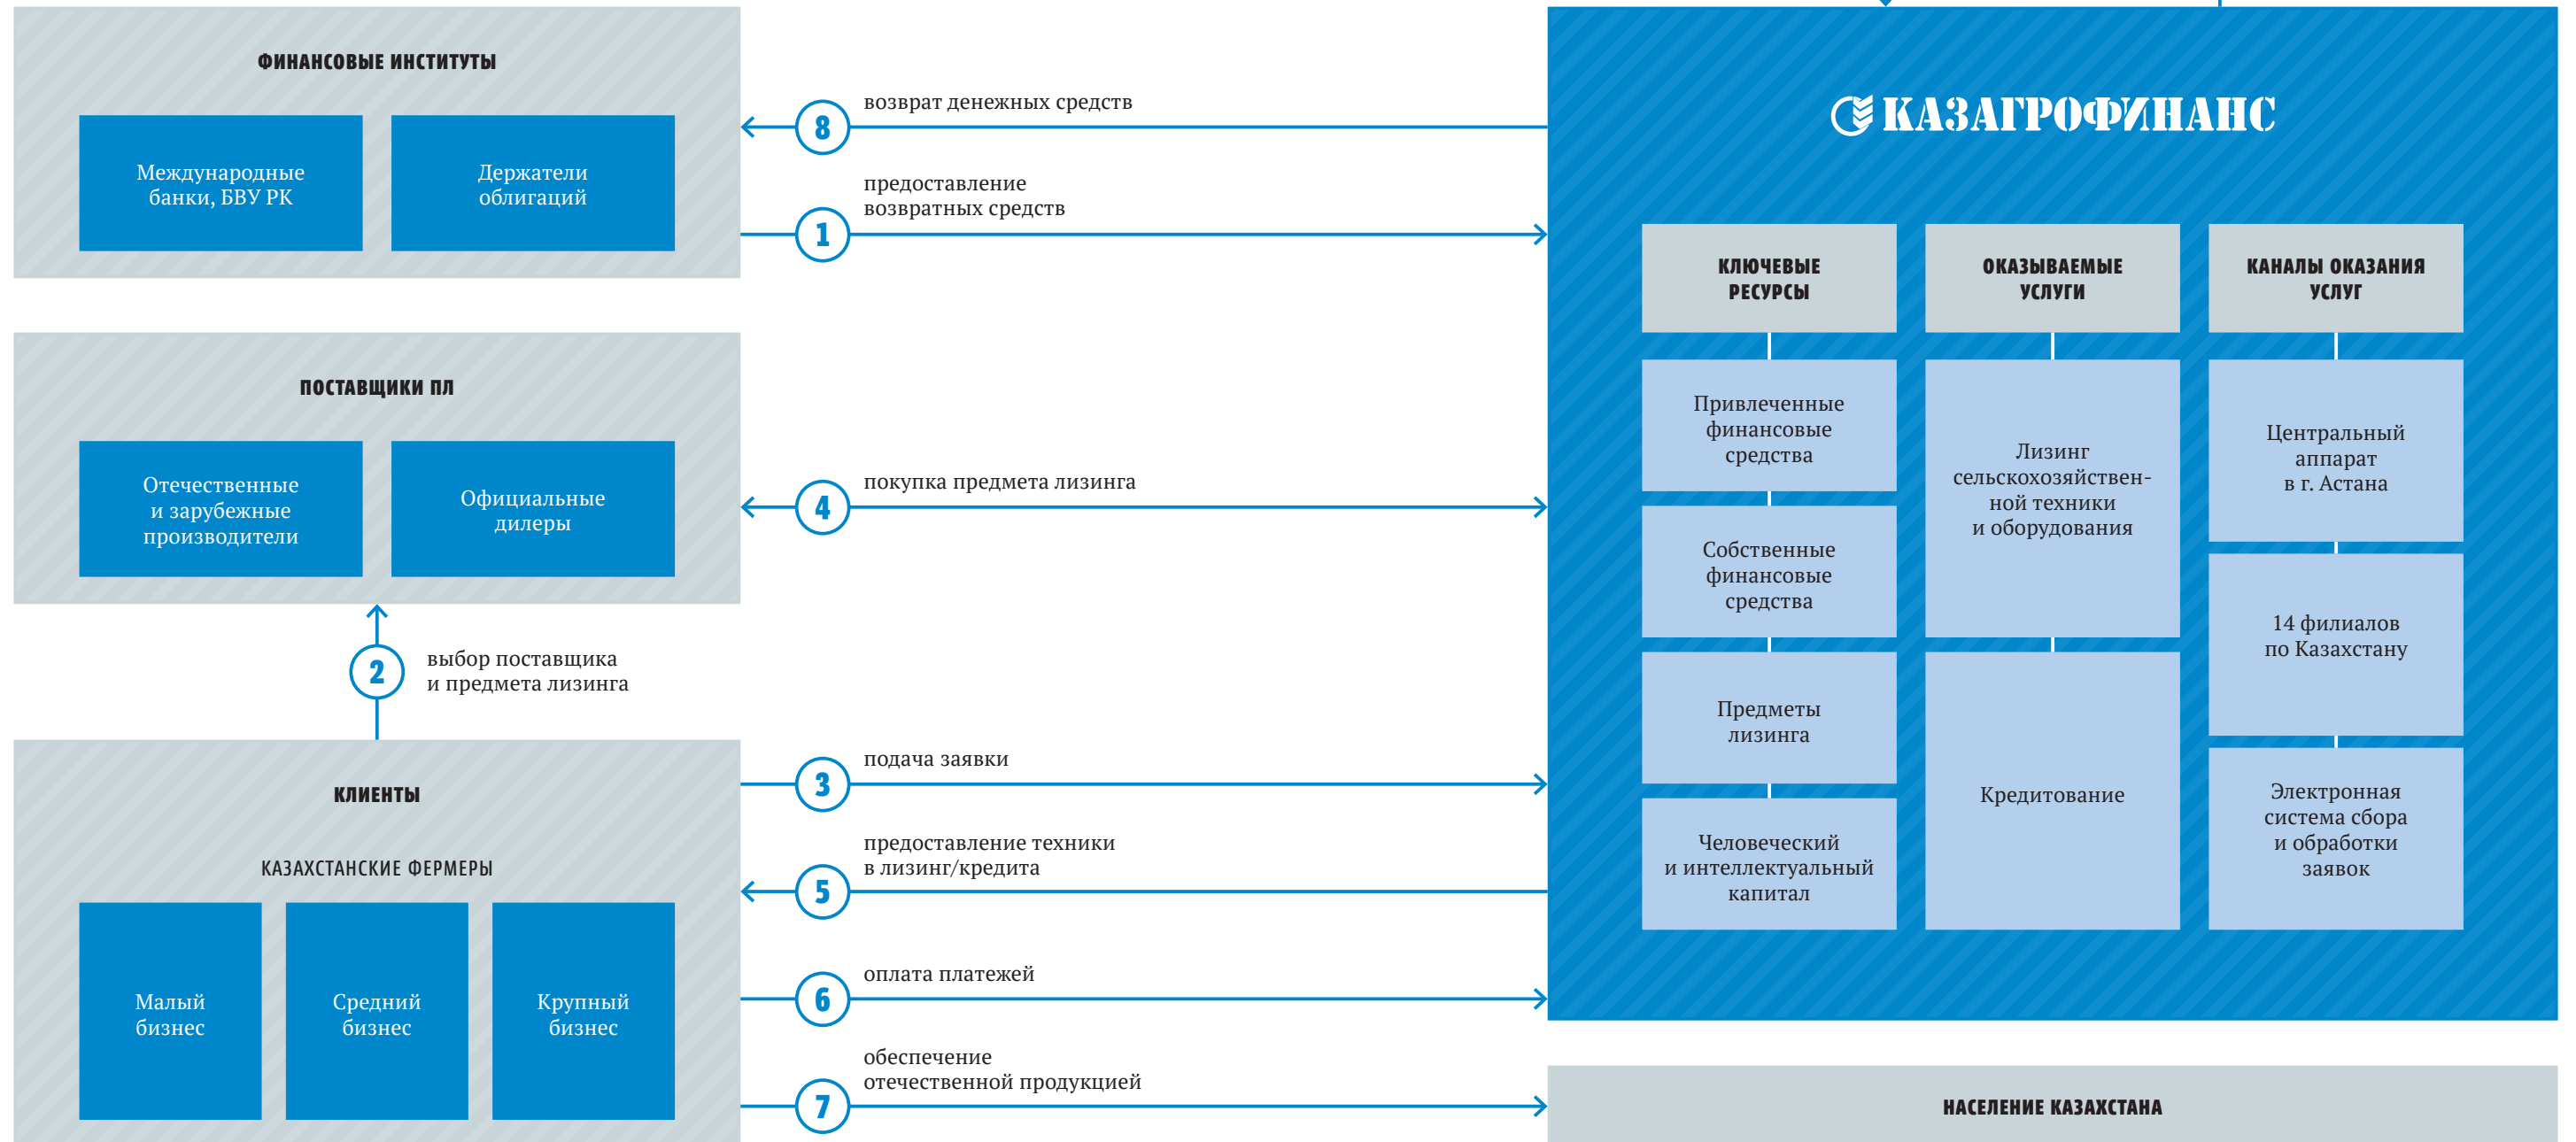 ФИНАНСОВЫЕ ИНСТИТУТЫ
Международные
банки, БВУ РК
Держатели
облигаций
8
возврат денежных средств
1
предоставление
возвратных средств
ПОСТАВЩИКИ ПЛ
Отечественные
и зарубежные
производители
Официальные
дилеры
4
покупка предмета лизинга
2
выбор поставщика
и предмета лизинга
КЛИЕНТЫ
КАЗАХСТАНСКИЕ ФЕРМЕРЫ
Малый
бизнес
Средний
бизнес
Крупный
бизнес
3
подача заявки
5
предоставление техники
в лизинг/кредита
6
оплата платежей
7
обеспечение
отечественной продукцией
КАЗАГРОФИНАНС
КЛЮЧЕВЫЕ
РЕСУРСЫ
Привлеченные
финансовые
средства
Собственные
финансовые
средства
Предметы
лизинга
Человеческий
и интеллектуальный
капитал
ОКАЗЫВАЕМЫЕ
УСЛУГИ
Лизинг
сельскохозяйствен-
ной техники
и оборудования
Кредитование
КАНАЛЫ ОКАЗАНИЯ
УСЛУГ
Центральный
аппарат
в г. Астана
14 филиалов
по Казахстану
Электронная
система сбора
и обработки
заявок
НАСЕЛЕНИЕ КАЗАХСТАНА